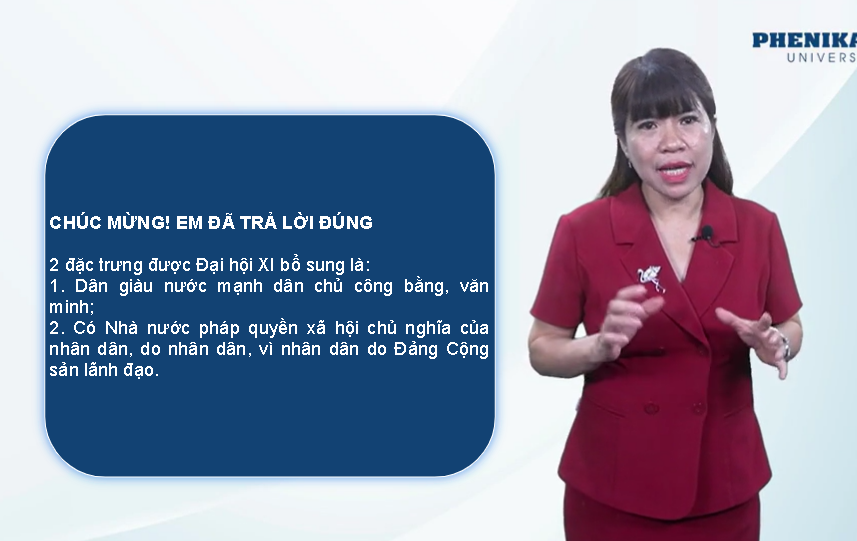 PHENIKA
UNIVERS
CHÚC MỪNG! EM ĐÃ TRẢ LỜI ĐÚNG
2 đặc trưng được Đại hội XI bổ sung là:
1. Dân giàu nước mạnh dân chủ công bằng, văn
minh;
2. Có Nhà nước pháp quyền xã hội chủ nghĩa của
nhân dân, do nhân dân, vì nhân dân do Đảng Cộng
sản lãnh đạo.